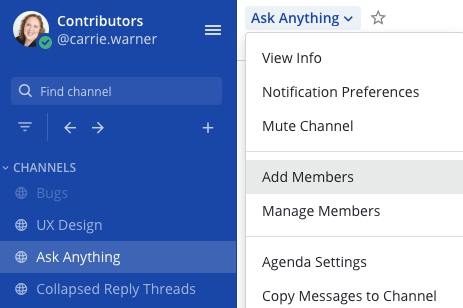 Contributors
@carrie.warner
Find channel
CHANNELS
Bugs
UX Design
Ask Anything
Collapsed Reply Threads
Ask Anything
View Info
Notification Preferences
Mute Channel
Add Members
Manage Members
Agenda Settings
Copy Messages to Channel